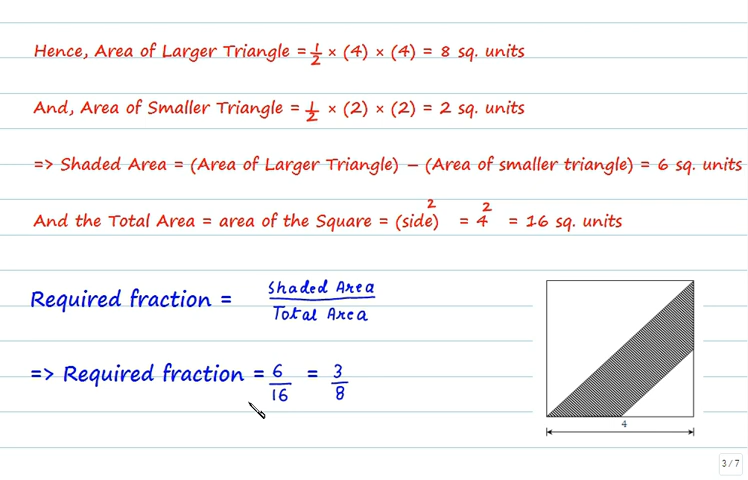 Hence, Area of Larger Triangle = 1/2 × (4) × (4) = 8 sq. units
And, Area of Smaller Triangle = 1/2 × (2) × (2) = 2 sq. units
=> Shaded Area = (Area of Larger Triangle) – (Area of smaller triangle) = 6 sq. units
And the Total Area = area of the Square = (side)² = 4² = 16 sq. units
Required fraction = Shaded Area / Total Area
=> Required fraction = 6/16 = 3/8
4
3 / 7